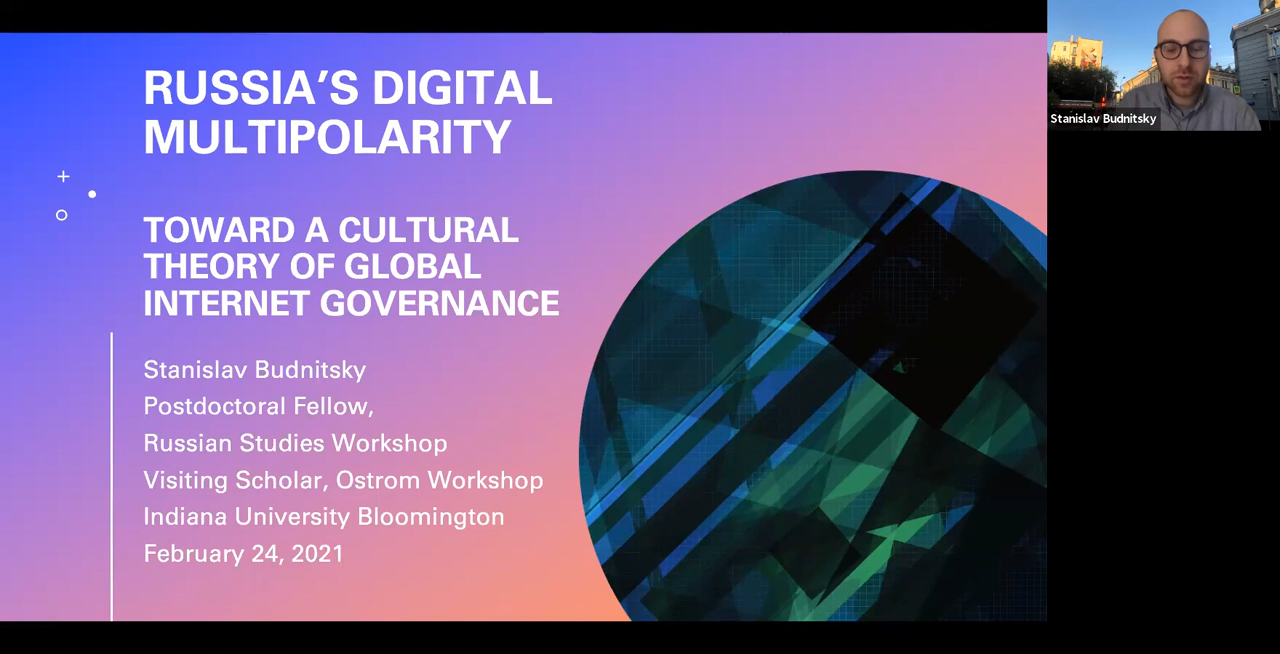 RUSSIA'S DIGITAL
MULTIPOLARITY
TOWARD A CULTURAL
THEORY OF GLOBAL
INTERNET GOVERNANCE
Stanislav Budnitsky
Postdoctoral Fellow,
Russian Studies Workshop
Visiting Scholar, Ostrom Workshop
Indiana University Bloomington
February 24, 2021
Stanislav Budnitsky